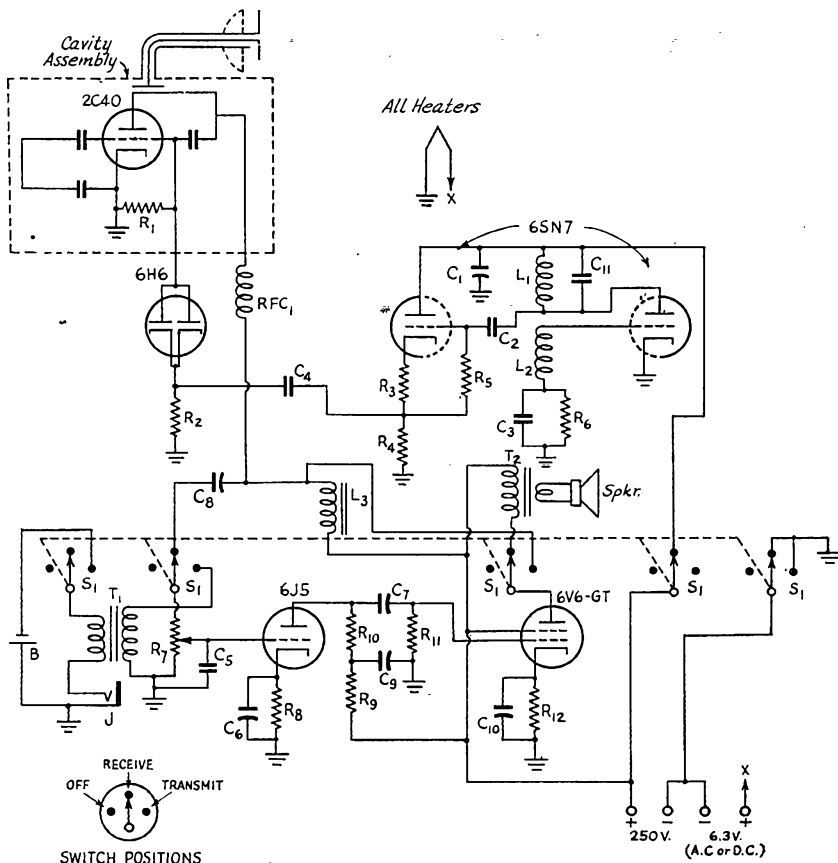 Cavity
Assembly
2C40
All Heaters
X
R1
6SN7
6H6
RFC1
C1
L1
C11
C2
C4
R3
R5
L2
R2
R4
C3
R6
T2
C8
L3
Spkr.
S1
S1
S1
S1
S1
T1
6J5
C7
6V6-GT
B
R7
C5
R10
R11
C9
J
C6
R8
R9
C10
R12
RECEIVE
OFF
TRANSMIT
X
+ - - +
250V. 6.3V.
(A.C or D.C.)
SWITCH POSITIONS